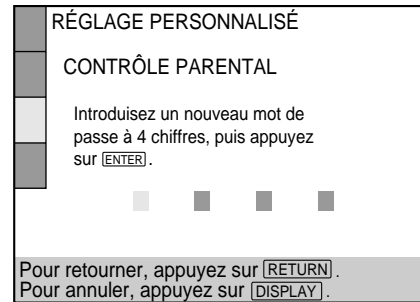 RÉGLAGE PERSONNALISÉ
CONTRÔLE PARENTAL
Introduisez un nouveau mot de
passe à 4 chiffres, puis appuyez
sur ENTER .
Pour retourner, appuyez sur RETURN .
Pour annuler, appuyez sur DISPLAY .